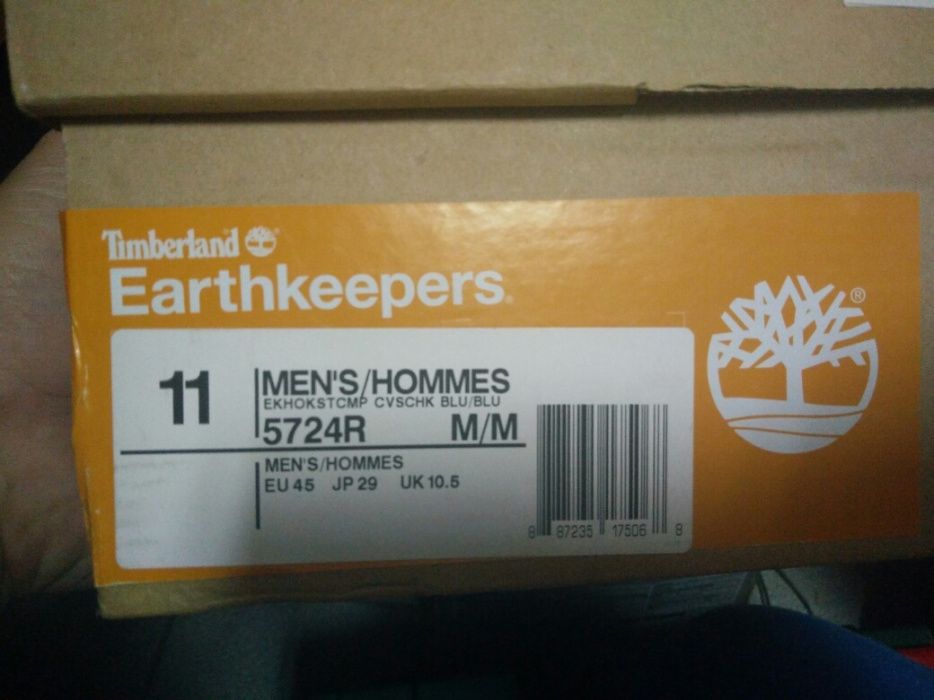 Timberland ®
Earthkeepers®
®
11
MEN'S/HOMMES
EKHOKSTCMP CVSCHK BLU/BLU
5724R M/M
MEN'S/HOMMES
EU 45 JP 29 UK 10.5
8 87235 17506 8